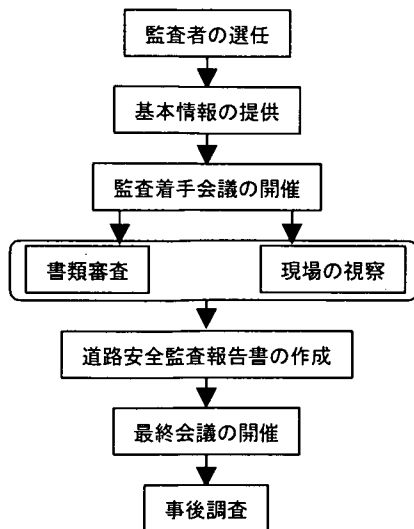 監査者の選任
基本情報の提供
監査着手会議の開催
書類審査
現場の視察
道路安全監査報告書の作成
最終会議の開催
事後調査